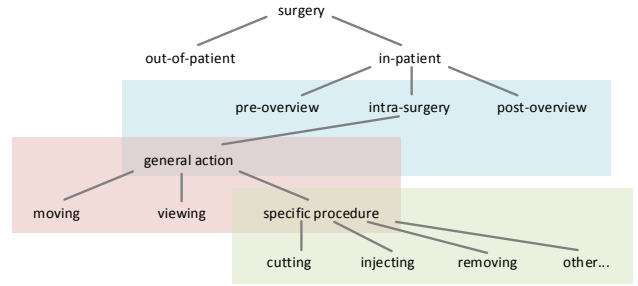 surgery
out-of-patient in-patient
pre-overview intra-surgery post-overview
general action
moving viewing specific procedure
cutting injecting removing other...